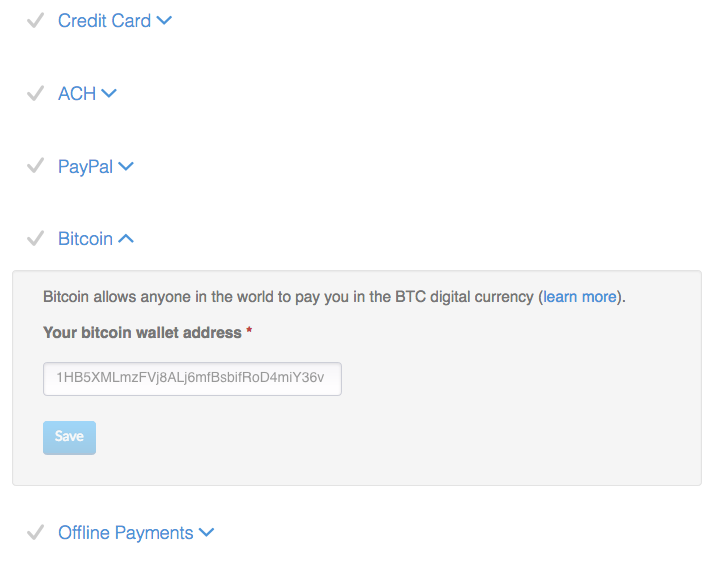 Credit Card
ACH
PayPal
Bitcoin
Bitcoin allows anyone in the world to pay you in the BTC digital currency (learn more).
Your bitcoin wallet address *
1HB5XMLmzFVj8ALj6mfBsbifRoD4miY36v
Save
Offline Payments